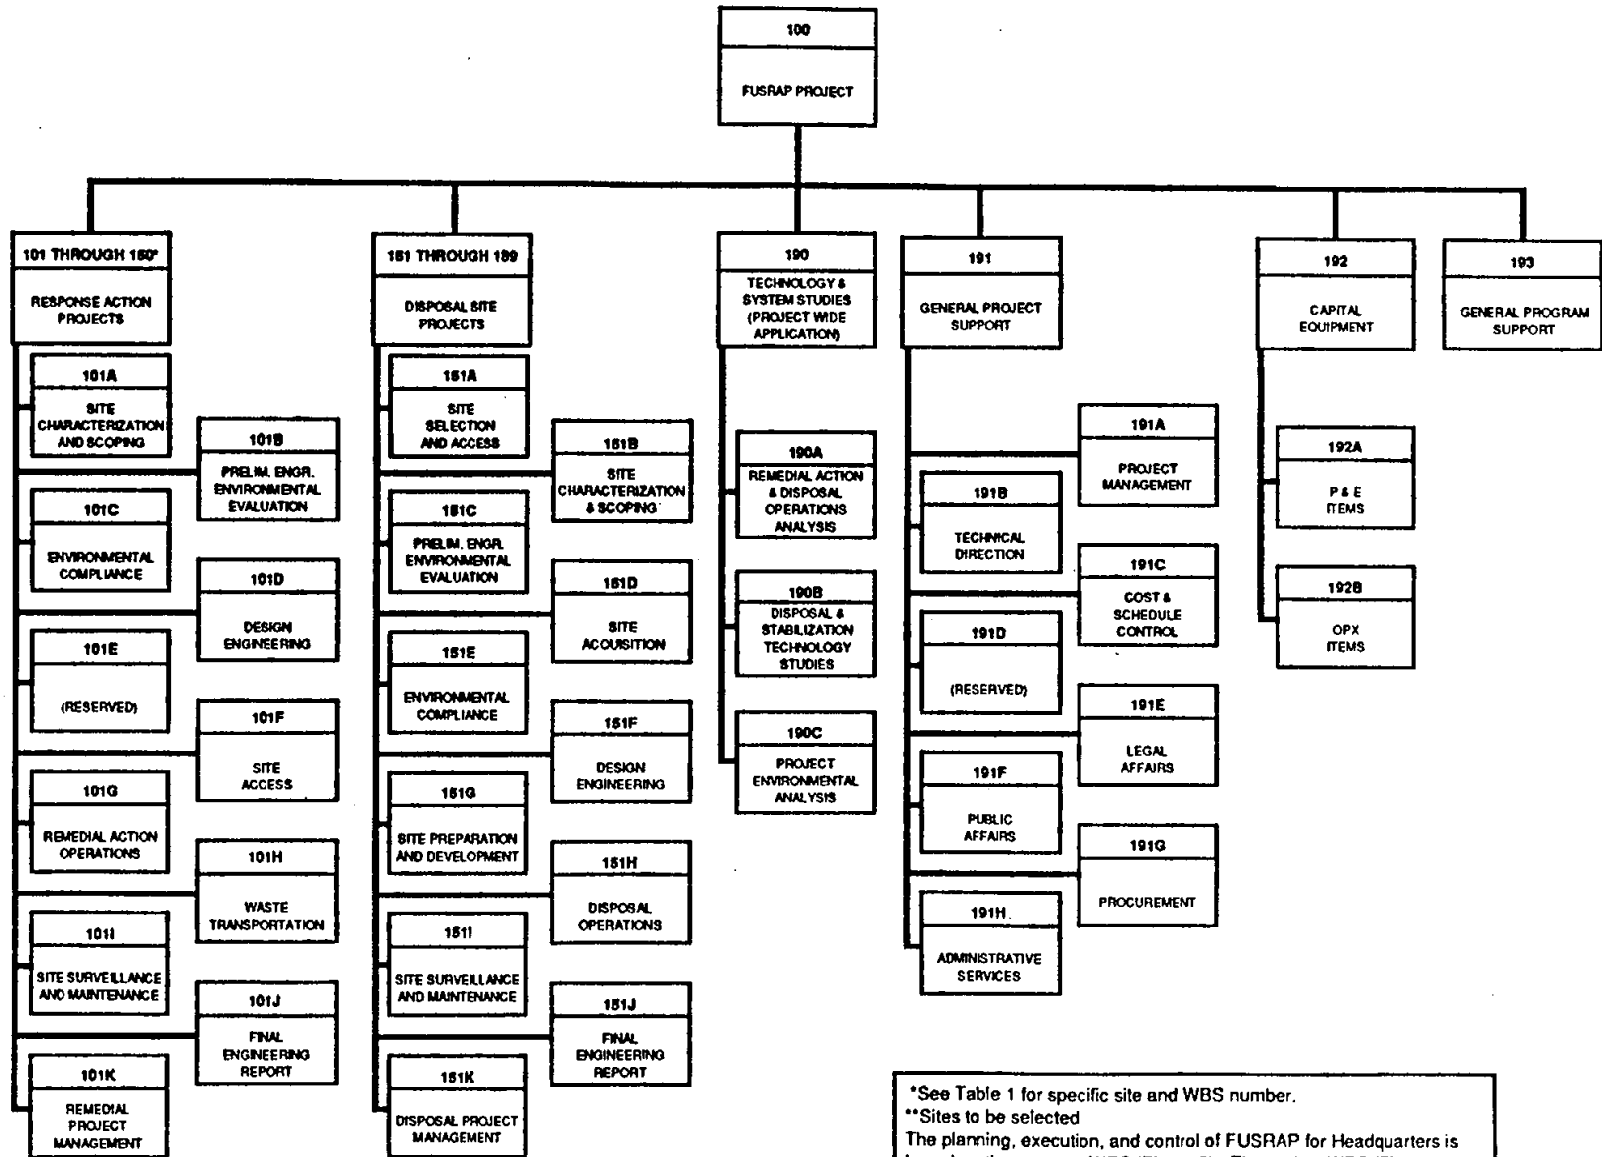 100
FUSRAP PROJECT
101 THROUGH 150*
RESPONSE ACTION
PROJECTS
101A
SITE
CHARACTERIZATION
AND SCOPING
101B
PRELIM. ENGR.
ENVIRONMENTAL
EVALUATION
101C
ENVIRONMENTAL
COMPLIANCE
101D
DESIGN
ENGINEERING
101E
(RESERVED)
101F
SITE
ACCESS
101G
REMEDIAL ACTION
OPERATIONS
101H
WASTE
TRANSPORTATION
101I
SITE SURVEILLANCE
AND MAINTENANCE
101J
FINAL
ENGINEERING
REPORT
101K
REMEDIAL
PROJECT
MANAGEMENT
151 THROUGH 189
DISPOSAL SITE
PROJECTS
151A
SITE
SELECTION
AND ACCESS
151B
SITE
CHARACTERIZATION
& SCOPING
151C
PRELIM. ENGR.
ENVIRONMENTAL
EVALUATION
151D
SITE
ACQUISITION
151E
ENVIRONMENTAL
COMPLIANCE
151F
DESIGN
ENGINEERING
151G
SITE PREPARATION
AND DEVELOPMENT
151H
DISPOSAL
OPERATIONS
151I
SITE SURVEILLANCE
AND MAINTENANCE
151J
FINAL
ENGINEERING
REPORT
151K
DISPOSAL PROJECT
MANAGEMENT
190
TECHNOLOGY &
SYSTEM STUDIES
(PROJECT WIDE
APPLICATION)
190A
REMEDIAL ACTION
& DISPOSAL
OPERATIONS
ANALYSIS
190B
DISPOSAL &
STABILIZATION
TECHNOLOGY
STUDIES
190C
PROJECT
ENVIRONMENTAL
ANALYSIS
191
GENERAL PROJECT
SUPPORT
191A
PROJECT
MANAGEMENT
191B
TECHNICAL
DIRECTION
191C
COST &
SCHEDULE
CONTROL
191D
(RESERVED)
191E
LEGAL
AFFAIRS
191F
PUBLIC
AFFAIRS
191G
PROCUREMENT
191H
ADMINISTRATIVE
SERVICES
192
CAPITAL
EQUIPMENT
192A
P & E
ITEMS
192B
OPX
ITEMS
193
GENERAL PROGRAM
SUPPORT
*See Table 1 for specific site and WBS number.
**Sites to be selected
The planning, execution, and control of FUSRAP for Headquarters is